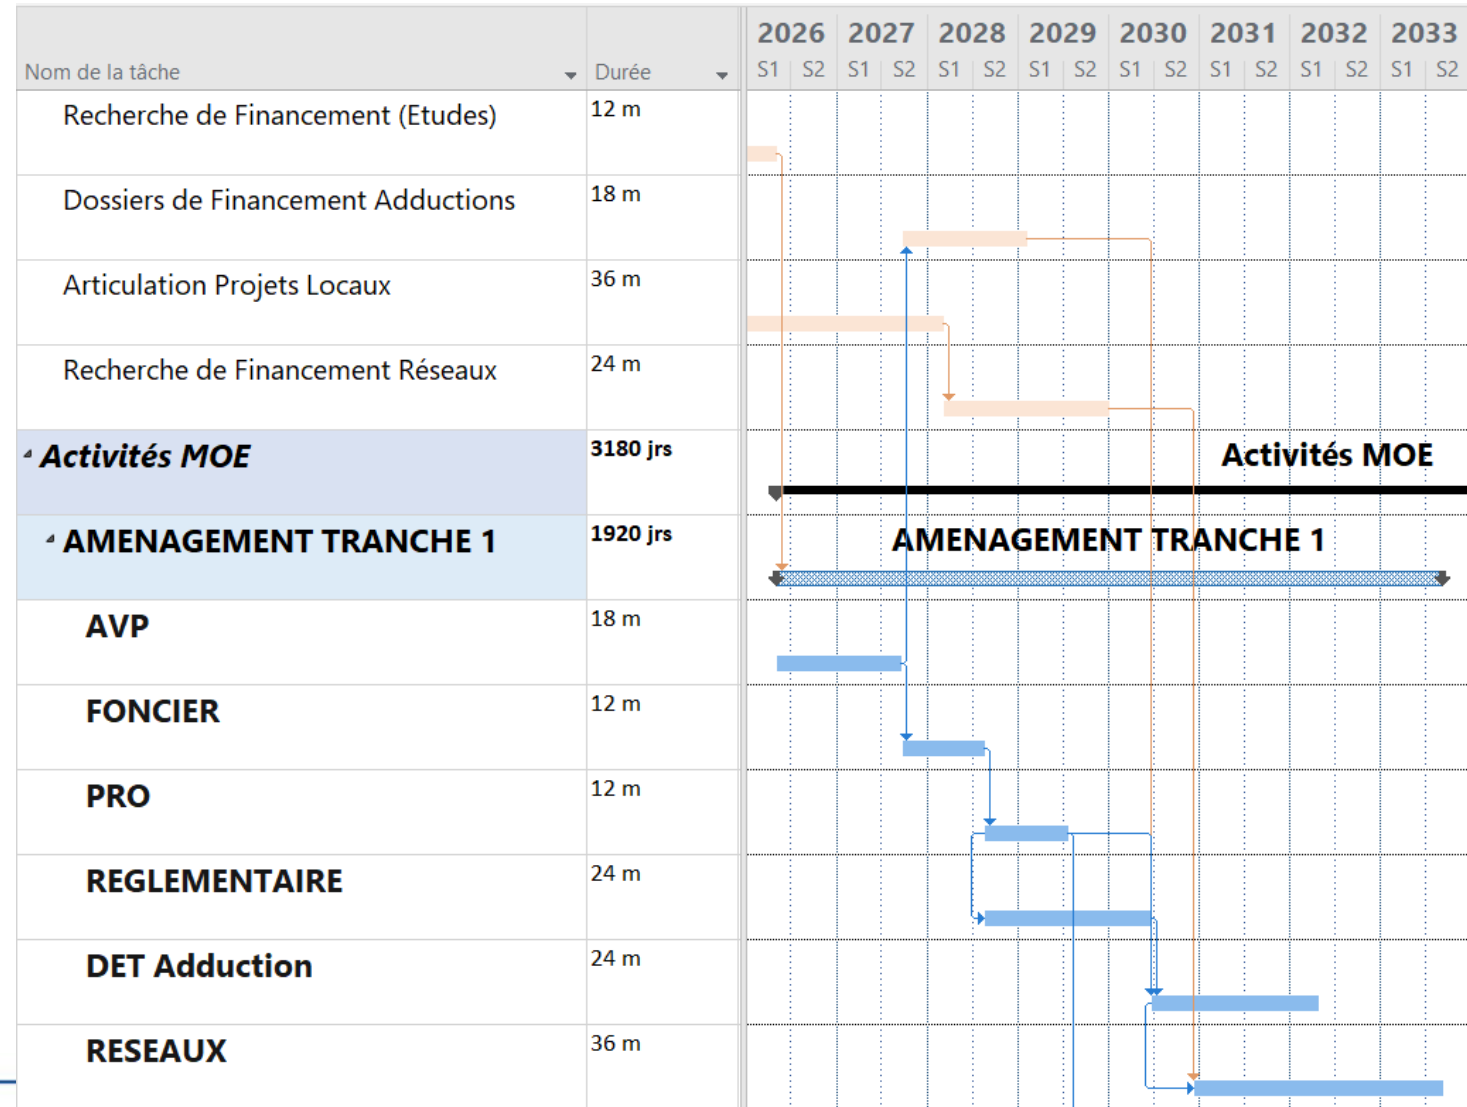 2026 2027 2028 2029 2030 2031 2032 2033
Nom de la tâche Durée S1 S2 S1 S2 S1 S2 S1 S2 S1 S2 S1 S2 S1 S2 S1 S2
Recherche de Financement (Etudes) 12 m
Dossiers de Financement Adductions 18 m
Articulation Projets Locaux 36 m
Recherche de Financement Réseaux 24 m
Activités MOE 3180 jrs Activités MOE
AMENAGEMENT TRANCHE 1 1920 jrs AMENAGEMENT TRANCHE 1
AVP 18 m
FONCIER 12 m
PRO 12 m
REGLEMENTAIRE 24 m
DET Adduction 24 m
RESEAUX 36 m